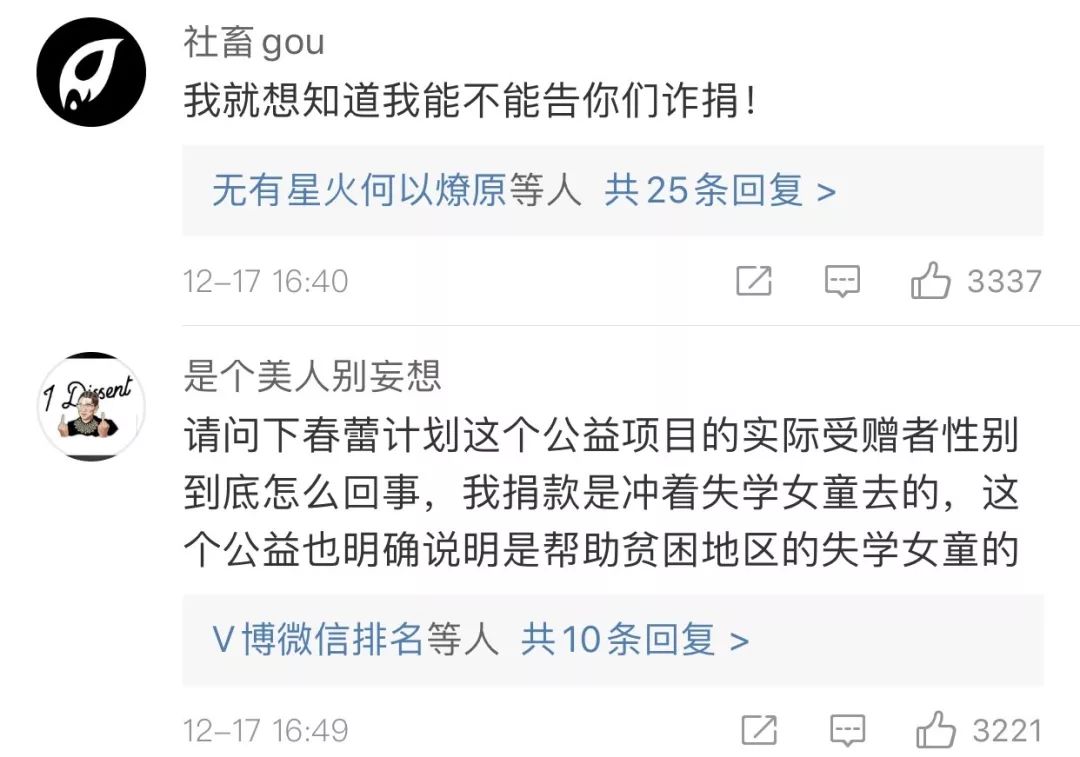 社畜gou
我就想知道我能不能告你们诈捐！
无有星火何以燎原等人 共25条回复 >
12-17 16:40 3337
I Dissent
是个美人别妄想
请问下春蕾计划这个公益项目的实际受赠者性别
到底怎么回事，我捐款是冲着失学女童去的，这
个公益也明确说明是帮助贫困地区的失学女童的
V博微信排名等人 共10条回复 >
12-17 16:49 3221